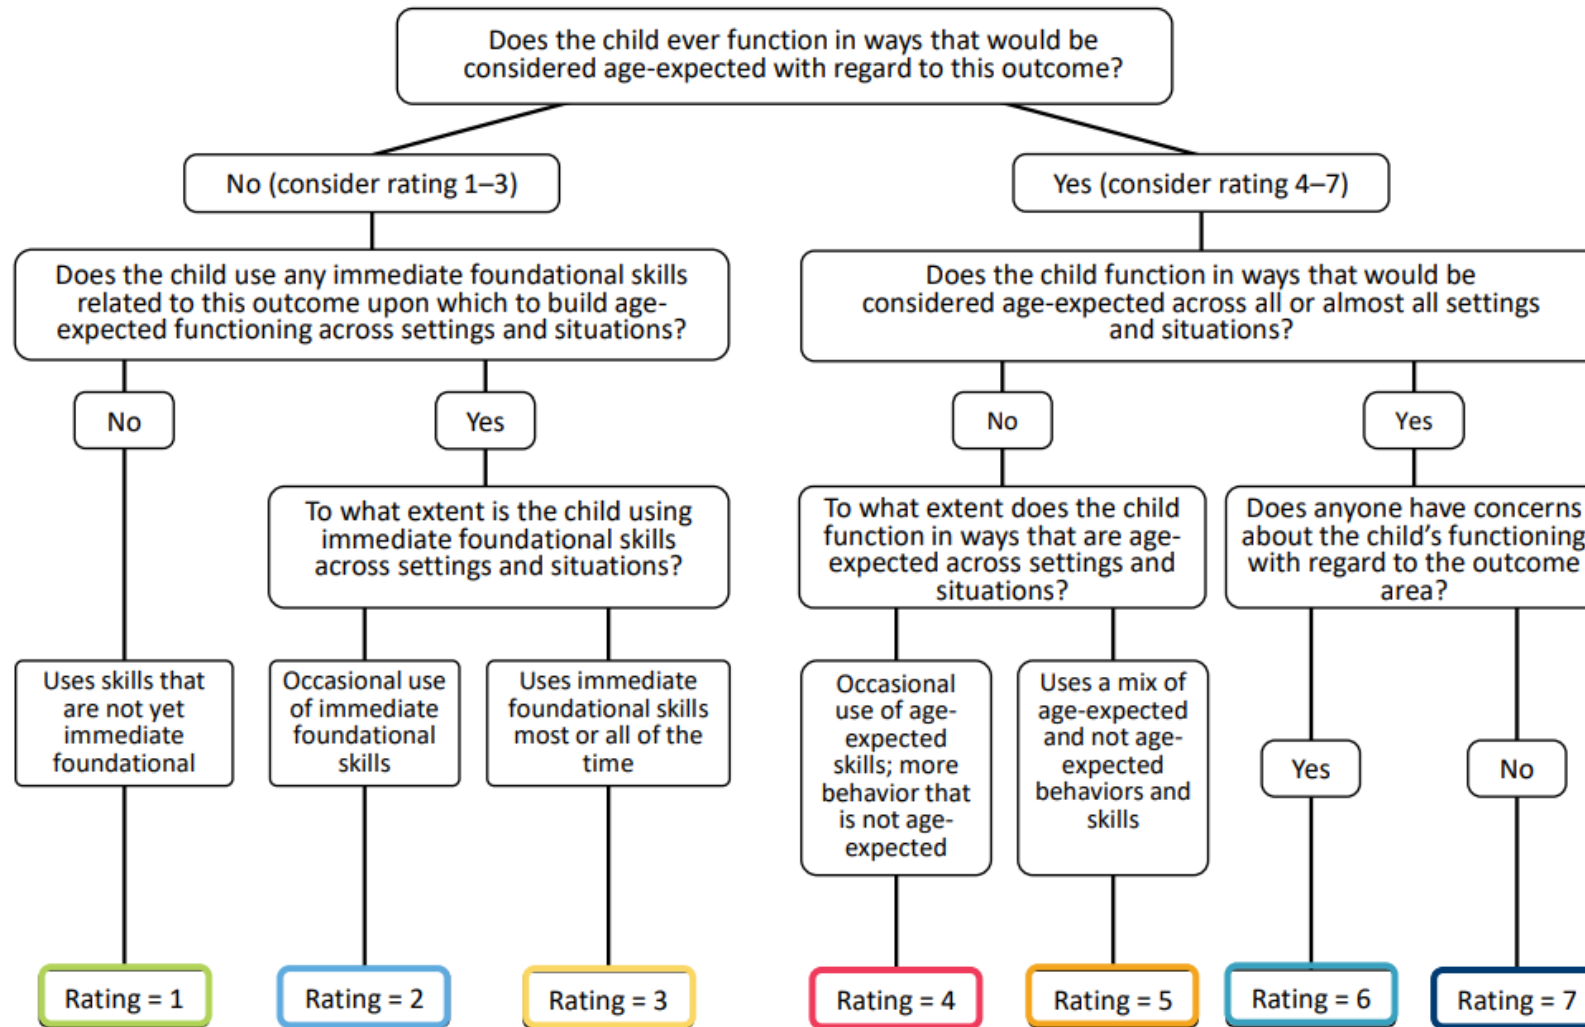 Does the child ever function in ways that would be
considered age-expected with regard to this outcome?
No (consider rating 1–3)
Yes (consider rating 4–7)
Does the child use any immediate foundational skills
related to this outcome upon which to build age-
expected functioning across settings and situations?
Does the child function in ways that would be
considered age-expected across all or almost all settings
and situations?
No
Yes
No
Yes
To what extent is the child using
immediate foundational skills
across settings and situations?
To what extent does the child
function in ways that are age-
expected across settings and
situations?
Does anyone have concerns
about the child’s functioning
with regard to the outcome
area?
Uses skills that
are not yet
immediate
foundational
Occasional use
of immediate
foundational
skills
Uses immediate
foundational skills
most or all of the
time
Occasional
use of age-
expected
skills; more
behavior that
is not age-
expected
Uses a mix of
age-expected
and not age-
expected
behaviors and
skills
Yes
No
Rating = 1
Rating = 2
Rating = 3
Rating = 4
Rating = 5
Rating = 6
Rating = 7